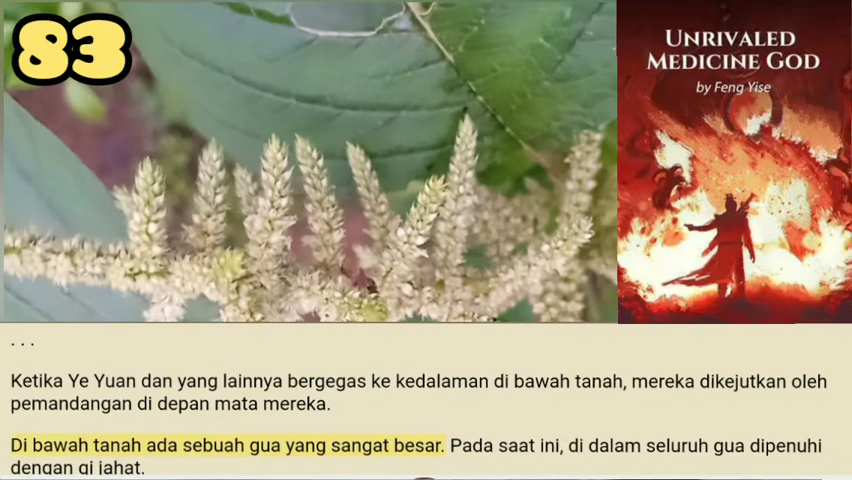 83
UNRIVALED
MEDICINE GOD
by Feng Yise
. . .
Ketika Ye Yuan dan yang lainnya bergegas ke kedalaman di bawah tanah, mereka dikejutkan oleh
pemandangan di depan mata mereka.
Di bawah tanah ada sebuah gua yang sangat besar. Pada saat ini, di dalam seluruh gua dipenuhi
dengan qi jahat.